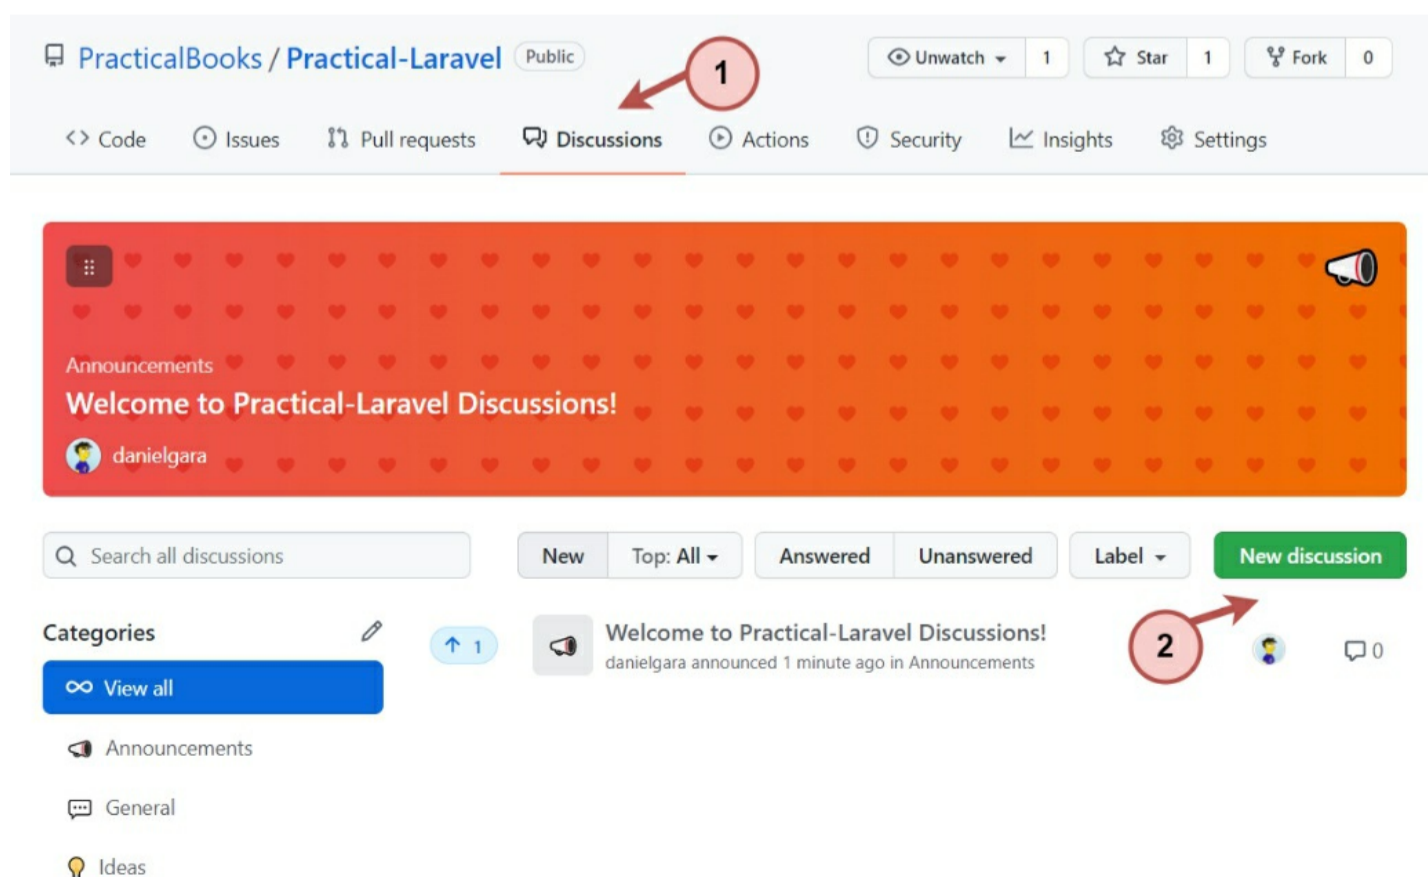 PracticalBooks / Practical-Laravel Public 1 Unwatch 1 Star 1 Fork 0
Code Issues Pull requests Discussions Actions Security Insights Settings
Announcements
Welcome to Practical-Laravel Discussions!
danielgara
Search all discussions New Top: All Answered Unanswered Label New discussion
Categories 1 Welcome to Practical-Laravel Discussions! 2 0
danielgara announced 1 minute ago in Announcements
View all
Announcements
General
Ideas